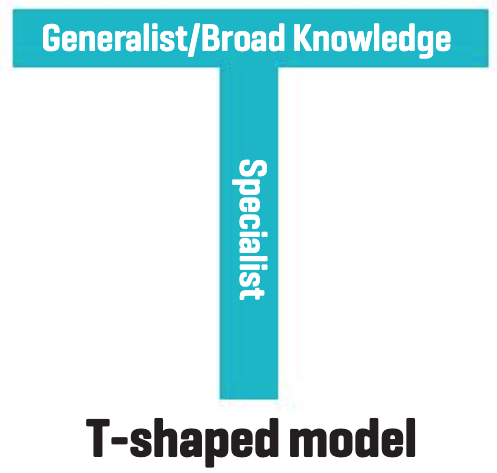 Generalist/Broad Knowledge
Specialist
T-shaped model